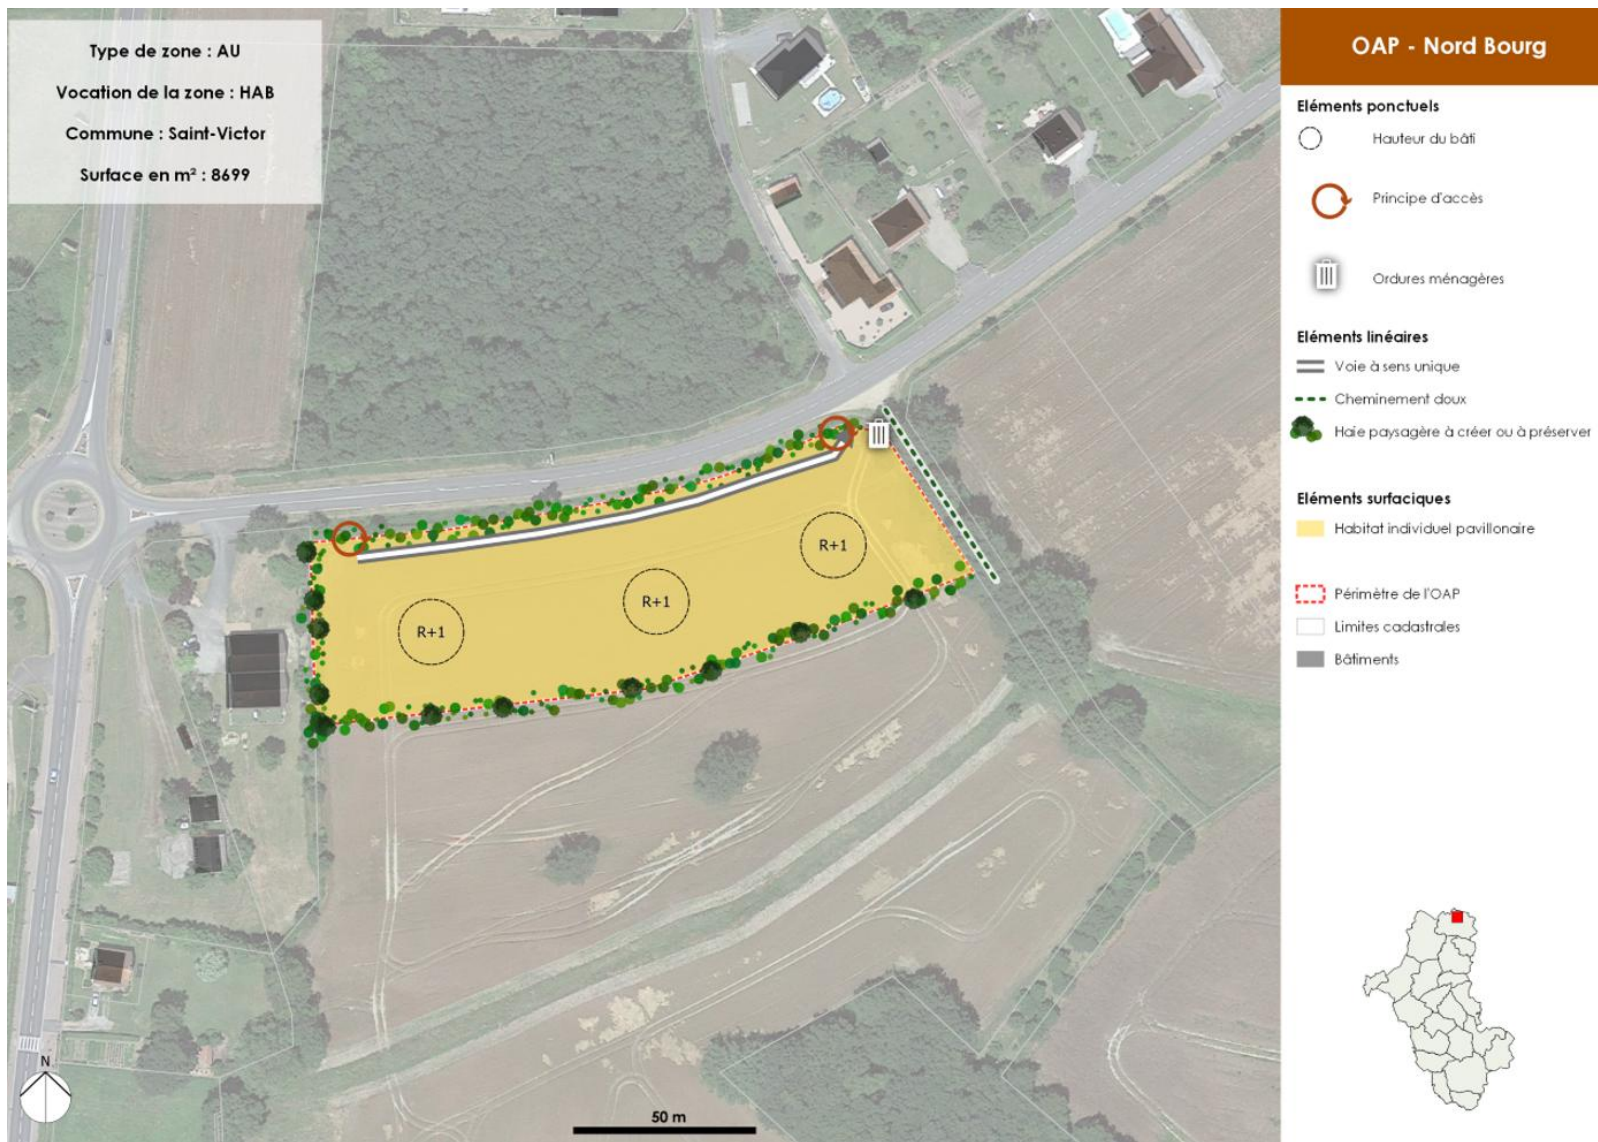 Type de zone : AU
Vocation de la zone : HAB
Commune : Saint-Victor
Surface en m² : 8699
R+1
R+1
R+1
N
50 m
OAP - Nord Bourg
Eléments ponctuels
Hauteur du bâti
Principe d'accès
Ordures ménagères
Eléments linéaires
Voie à sens unique
Cheminement doux
Haie paysagère à créer ou à préserver
Eléments surfaciques
Habitat individuel pavillonaire
Périmètre de l'OAP
Limites cadastrales
Bâtiments